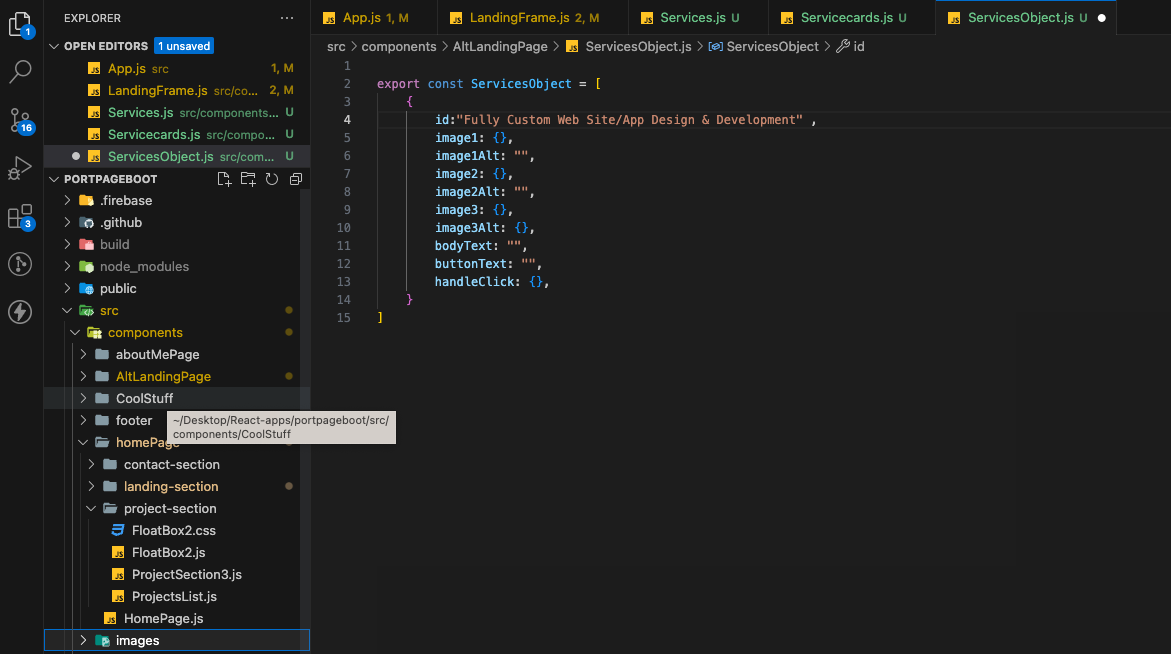 EXPLORER
OPEN EDITORS 1 unsaved
App.js src 1, M
LandingFrame.js src/co... 2, M
Services.js src/components... U
Servicecards.js src/compo... U
ServicesObject.js src/com... U
PORTPAGEBOOT
.firebase
.github
build
node_modules
public
src
components
aboutMePage
AltLandingPage
CoolStuff
footer
~/Desktop/React-apps/portpageboot/src/
components/CoolStuff
homePage
contact-section
landing-section
project-section
FloatBox2.css
FloatBox2.js
ProjectSection3.js
ProjectsList.js
HomePage.js
images
1
16
3
App.js 1, M
LandingFrame.js 2, M
Services.js U
Servicecards.js U
ServicesObject.js U
src > components > AltLandingPage > ServicesObject.js > ServicesObject > id
1
2 export const ServicesObject = [
3 {
4 id:"Fully Custom Web Site/App Design & Development" ,
5 image1: {},
6 image1Alt: "",
7 image2: {},
8 image2Alt: "",
9 image3: {},
10 image3Alt: {},
11 bodyText: "",
12 buttonText: "",
13 handleClick: {},
14 }
15 ]